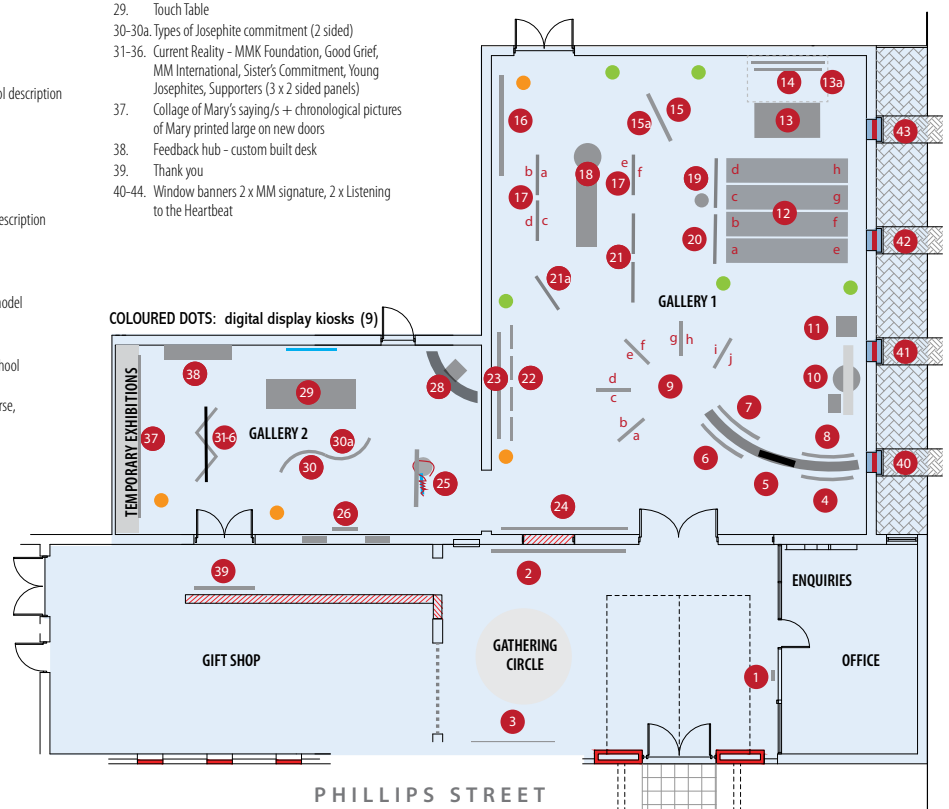 29. Touch Table
30-30a. Types of Josephite commitment (2 sided)
31-36. Current Reality - MMK Foundation, Good Grief,
MM International, Sister's Commitment, Young
Josephites, Supporters (3 x 2 sided panels)
37. Collage of Mary's saying/s + chronological pictures
of Mary printed large on new doors
38. Feedback hub - custom built desk
39. Thank you
40-44. Window banners 2 x MM signature, 2 x Listening
to the Heartbeat
ol description
escription
nodel
hool
rse,
COLOURED DOTS: digital display kiosks (9)
14 13a
13
16
15a 15
43
18
e
17 f
b a
17
d c
19
d h
c g
12
b f
a e
20
42
21
21a
GALLERY 1
11
41
10
g h
f
e
i
j
9
d
c
b
a
23 22
28
38
29
TEMPORARY EXHIBITIONS
37
31-6
GALLERY 2
30a
30
25
26
7
6
5
8
4
40
24
2
39
ENQUIRIES
GIFT SHOP
GATHERING
CIRCLE
OFFICE
1
3
PHILLIPS STREET